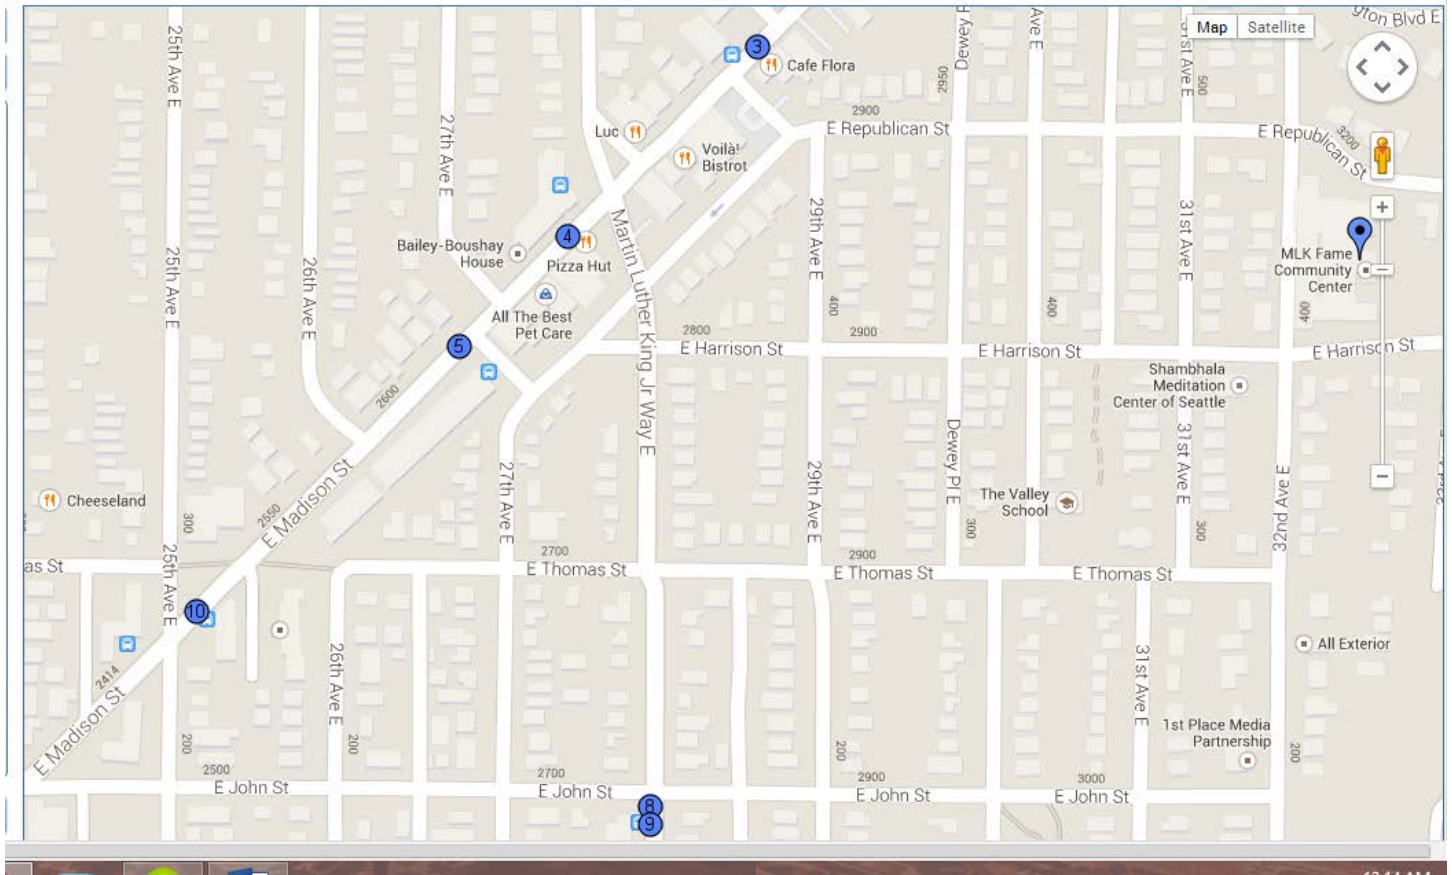 25th Ave E
27th Ave E
3
Cafe Flora
Dewey
2950
Ave E
31st Ave E
500
Map
Satellite
gton Blvd E
2900
E Republican St
E Republican St
3200
Luc
Voilà!
Bistrot
4
Bailey-Boushay
House
Pizza Hut
All The Best
Pet Care
Martin Luther King Jr Way E
29th Ave E
31st Ave E
MLK Fame
Community
Center
25th Ave E
26th Ave E
5
400
400
400
2800
E Harrison St
2900
E Harrison St
E Harrison St
2600
Shambhala
Meditation
Center of Seattle
Cheeseland
300
2550
E Madison St
27th Ave E
29th Ave E
Dewey Pl E
300
The Valley
School
31st Ave E
300
32nd Ave E
as St
25th Ave E
2700
E Thomas St
2900
E Thomas St
E Thomas St
10
2414
E Madison St
200
26th Ave E
200
200
31st Ave E
All Exterior
1st Place Media
Partnership
200
2500
E John St
2700
E John St
2900
E John St
3000
E John St
8
9